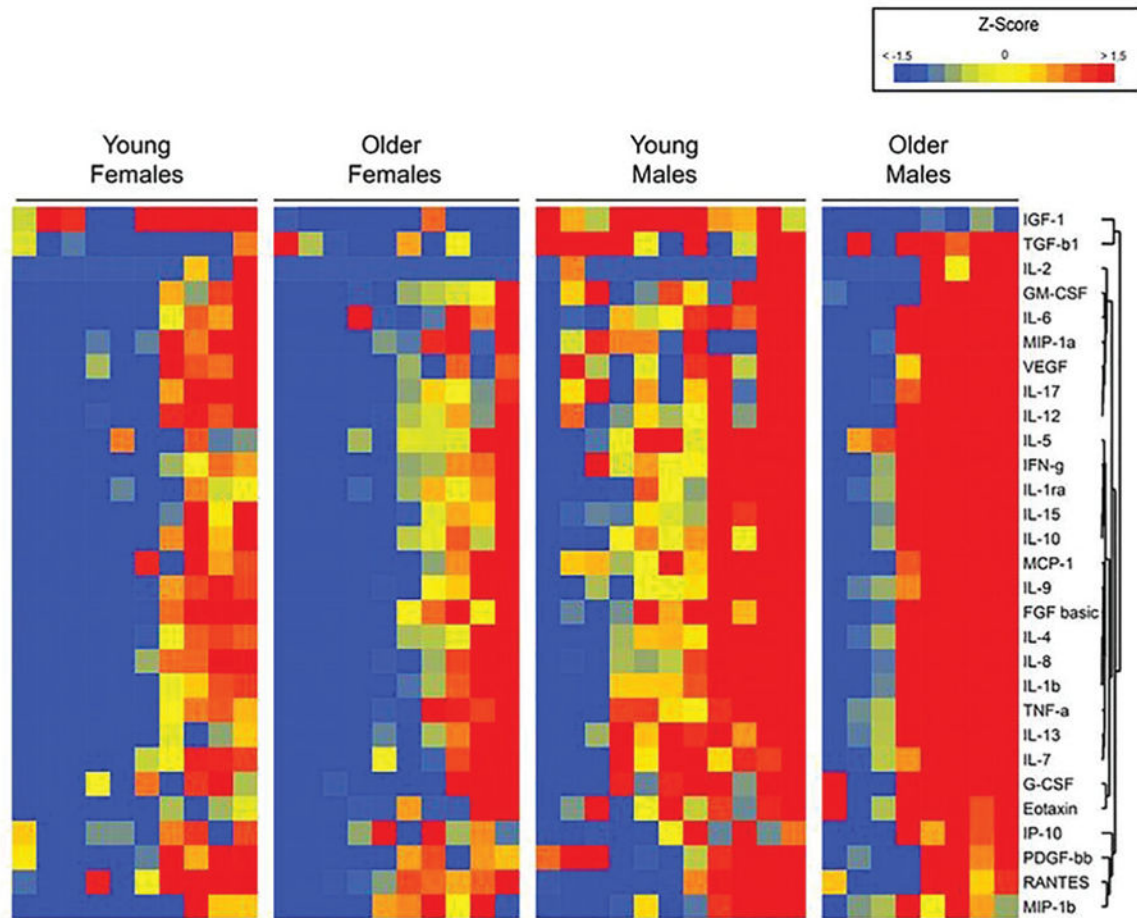 Z-Score
< -1.5 0 > 1.5
Young Older Young Older
Females Females Males Males
IGF-1
TGF-b1
IL-2
GM-CSF
IL-6
MIP-1a
VEGF
IL-17
IL-12
IL-5
IFN-g
IL-1ra
IL-15
IL-10
MCP-1
IL-9
FGF basic
IL-4
IL-8
IL-1b
TNF-a
IL-13
IL-7
G-CSF
Eotaxin
IP-10
PDGF-bb
RANTES
MIP-1b